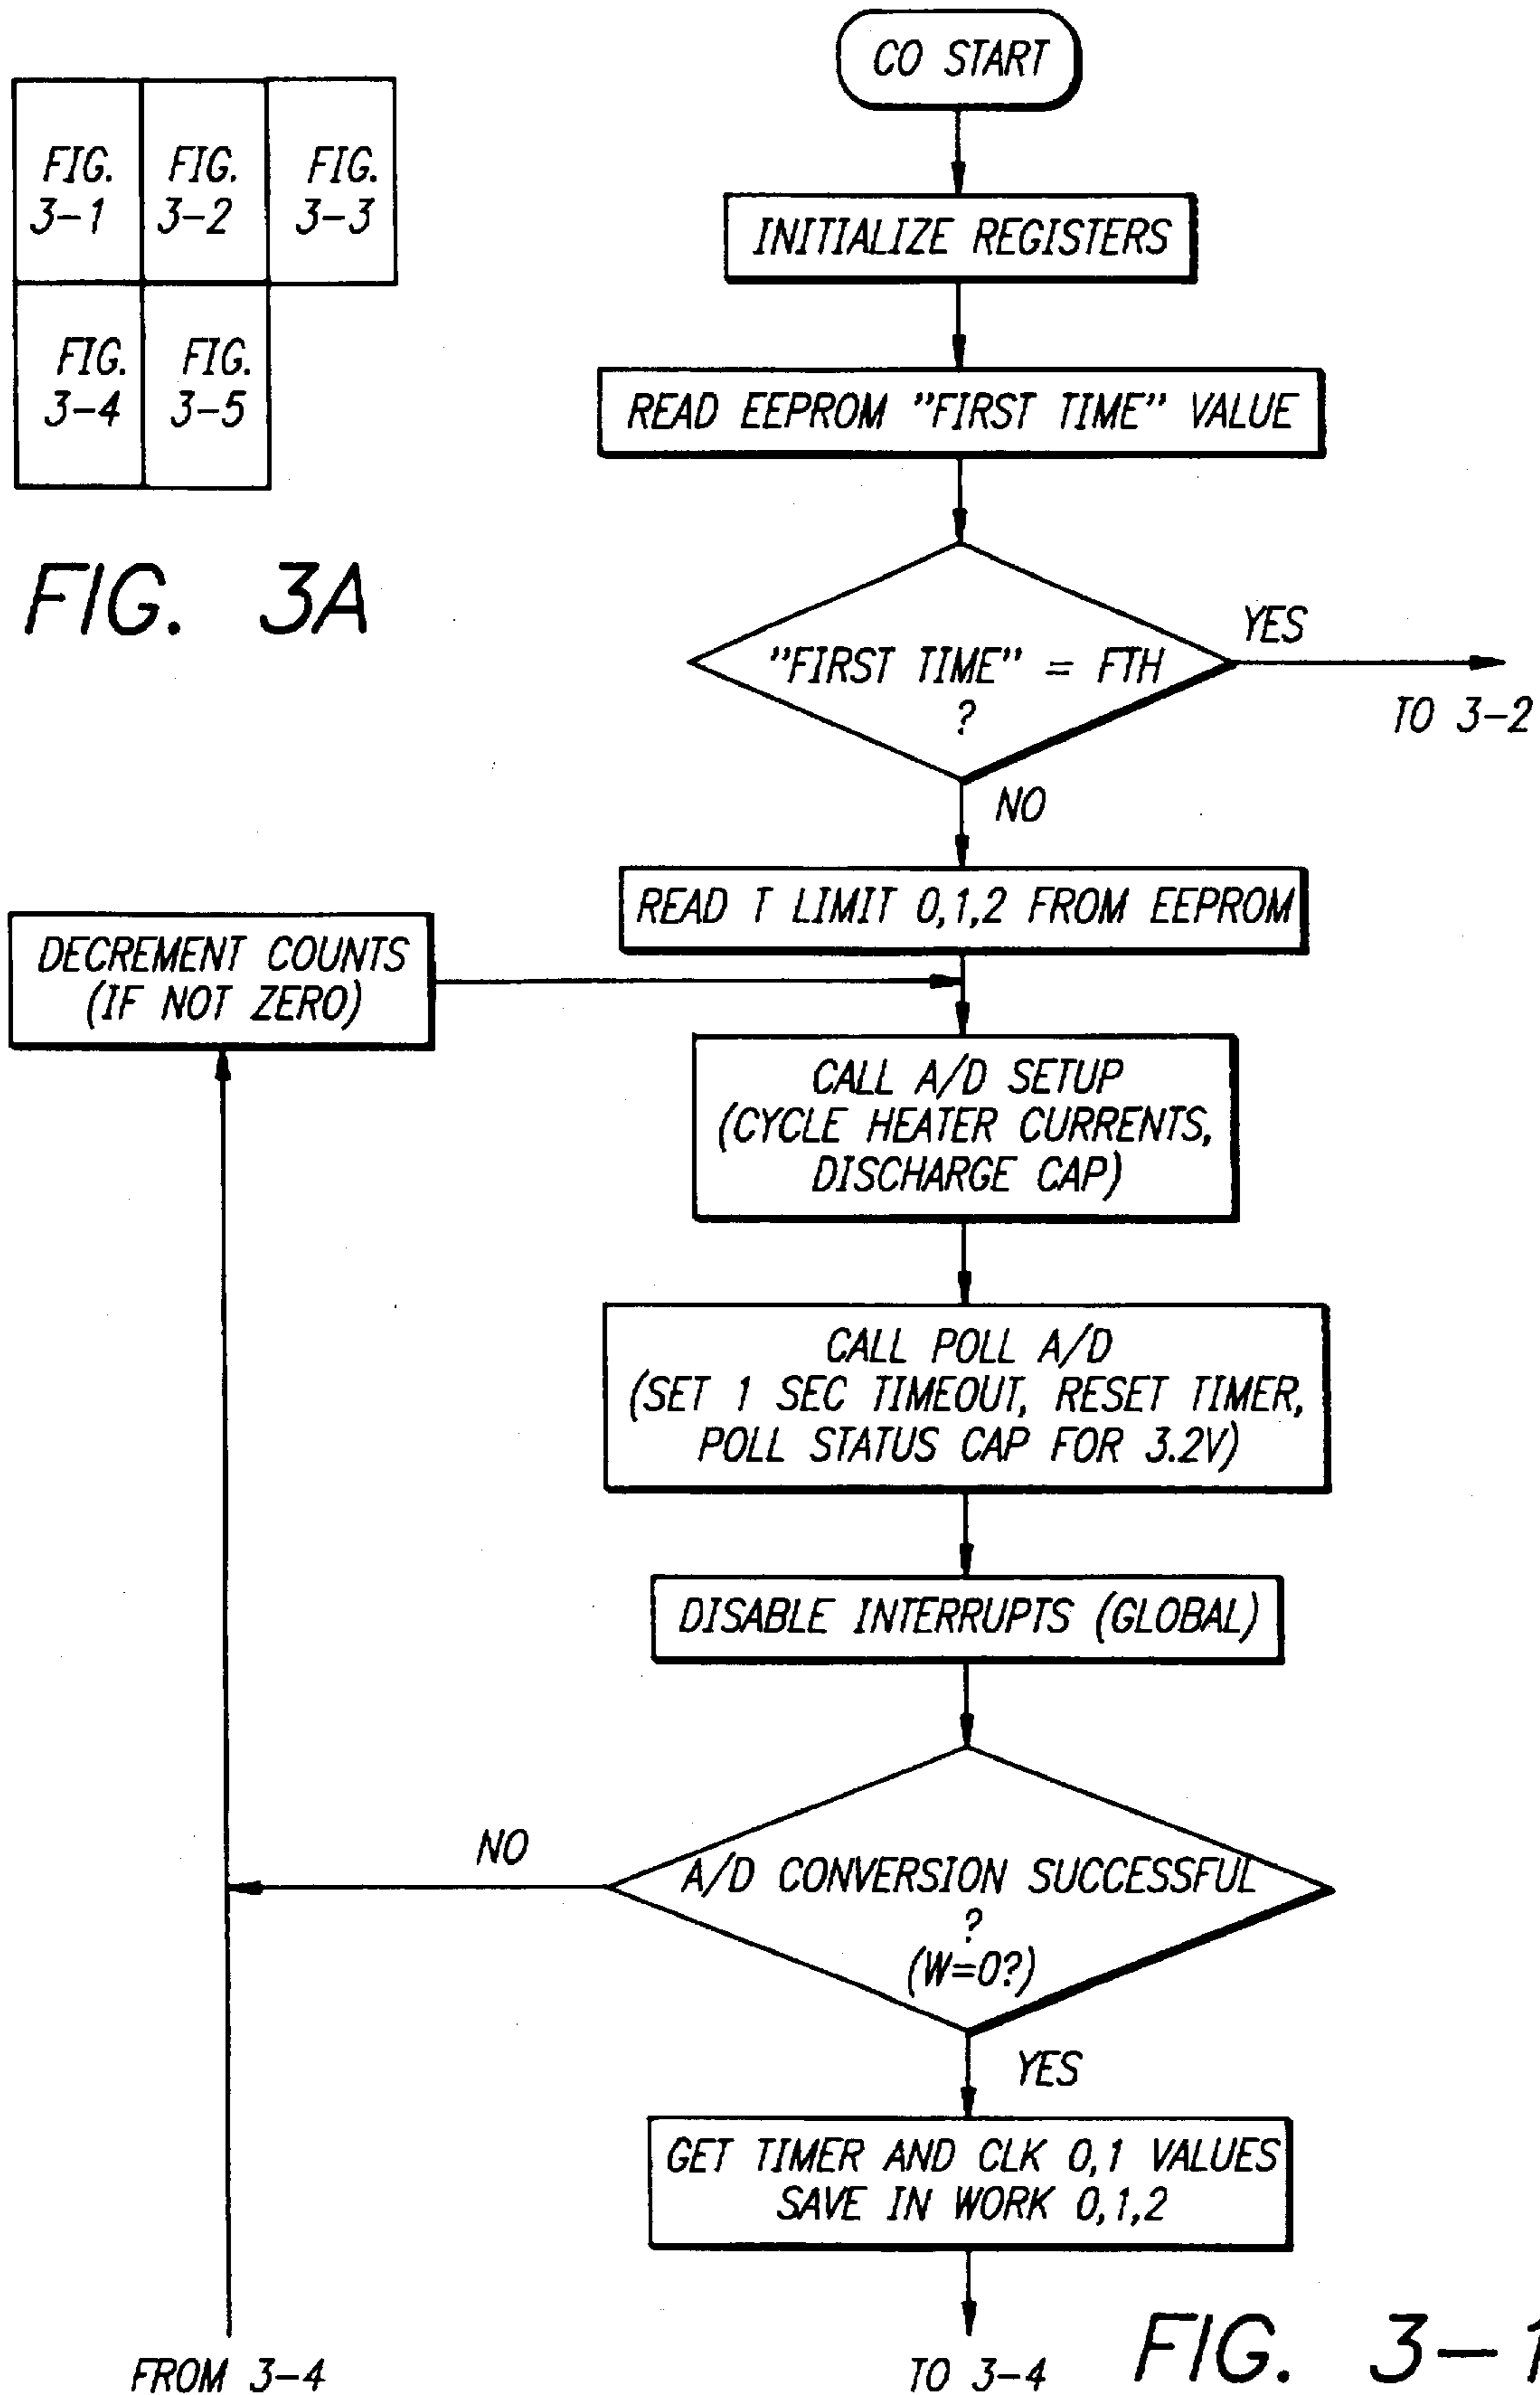 CO START
FIG.
3-1
FIG.
3-2
FIG.
3-3
FIG.
3-4
FIG.
3-5
FIG. 3A
INITIALIZE REGISTERS
READ EEPROM "FIRST TIME" VALUE
"FIRST TIME" = FTH
?
YES
TO 3-2
NO
READ T LIMIT 0,1,2 FROM EEPROM
DECREMENT COUNTS
(IF NOT ZERO)
CALL A/D SETUP
(CYCLE HEATER CURRENTS,
DISCHARGE CAP)
CALL POLL A/D
(SET 1 SEC TIMEOUT, RESET TIMER,
POLL STATUS CAP FOR 3.2V)
DISABLE INTERRUPTS (GLOBAL)
NO
A/D CONVERSION SUCCESSFUL
?
(W=0?)
YES
GET TIMER AND CLK 0,1 VALUES
SAVE IN WORK 0,1,2
FROM 3-4
TO 3-4
FIG. 3-1